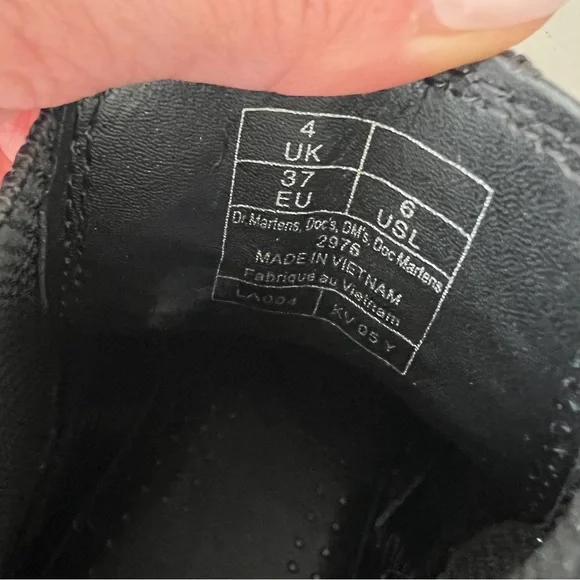 4
UK
37
EU
6
USL
Dr.Martens, Doc's, DM's, Doc Martens
2976
MADE IN VIETNAM
Fabriqué au Vietnam
LA004
KV 05 Y